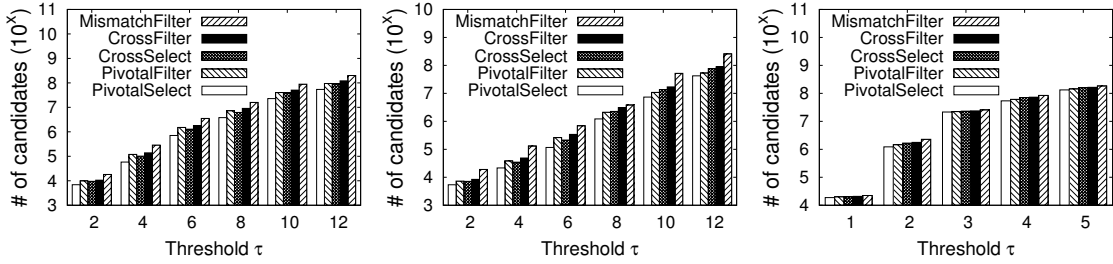 # of candidates (10^x)
11
10
9
8
7
6
5
4
3
MismatchFilter
CrossFilter
CrossSelect
PivotalFilter
PivotalSelect
2 4 6 8 10 12
Threshold τ
# of candidates (10^x)
10
9
8
7
6
5
4
3
MismatchFilter
CrossFilter
CrossSelect
PivotalFilter
PivotalSelect
2 4 6 8 10 12
Threshold τ
# of candidates (10^x)
11
10
9
8
7
6
5
4
MismatchFilter
CrossFilter
CrossSelect
PivotalFilter
PivotalSelect
1 2 3 4 5
Threshold τ